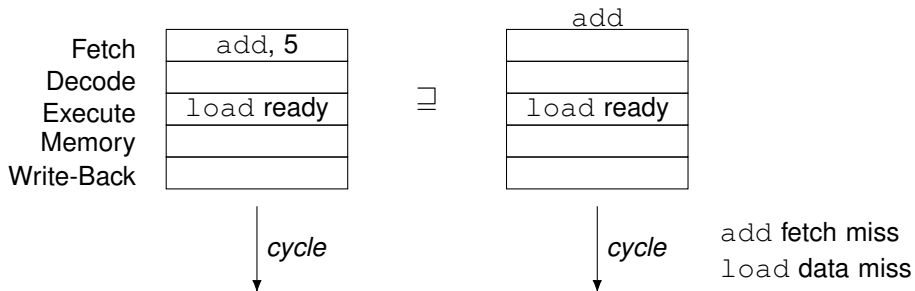 add
Fetch add, 5
Decode
Execute load ready ⊒ load ready
Memory
Write-Back
cycle cycle add fetch miss
load data miss